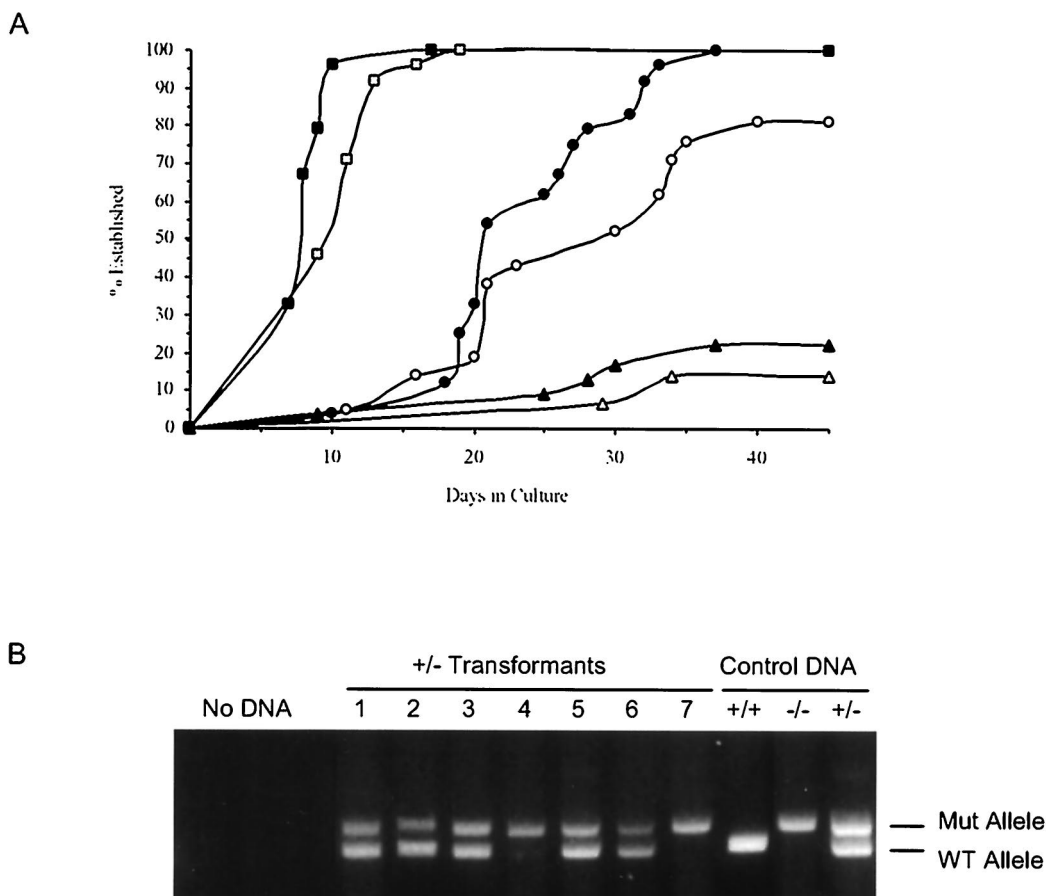 A
100
90
80
70
60
50
40
30
20
10
0
% Established
10 20 30 40
Days in Culture
B
+/- Transformants Control DNA
No DNA 1 2 3 4 5 6 7 +/+ -/- +/-
Mut Allele
WT Allele